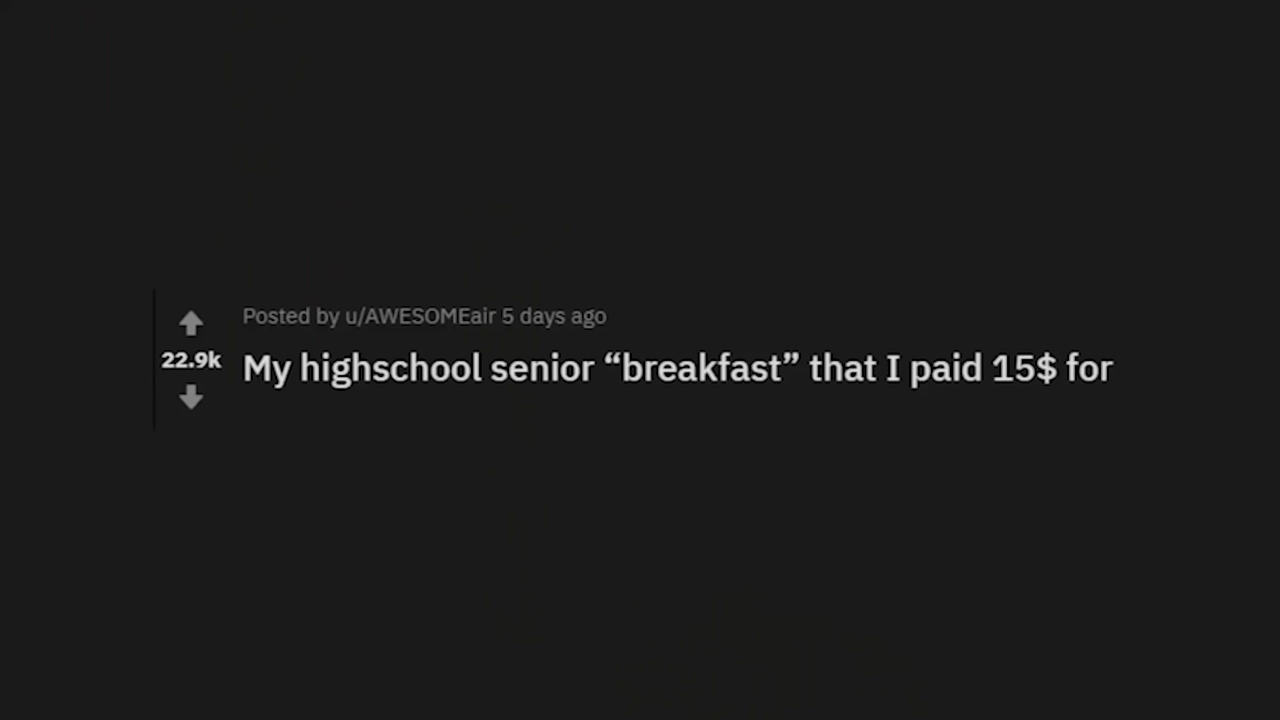 Posted by u/AWESOMEair 5 days ago
22.9k
My highschool senior “breakfast” that I paid 15$ for